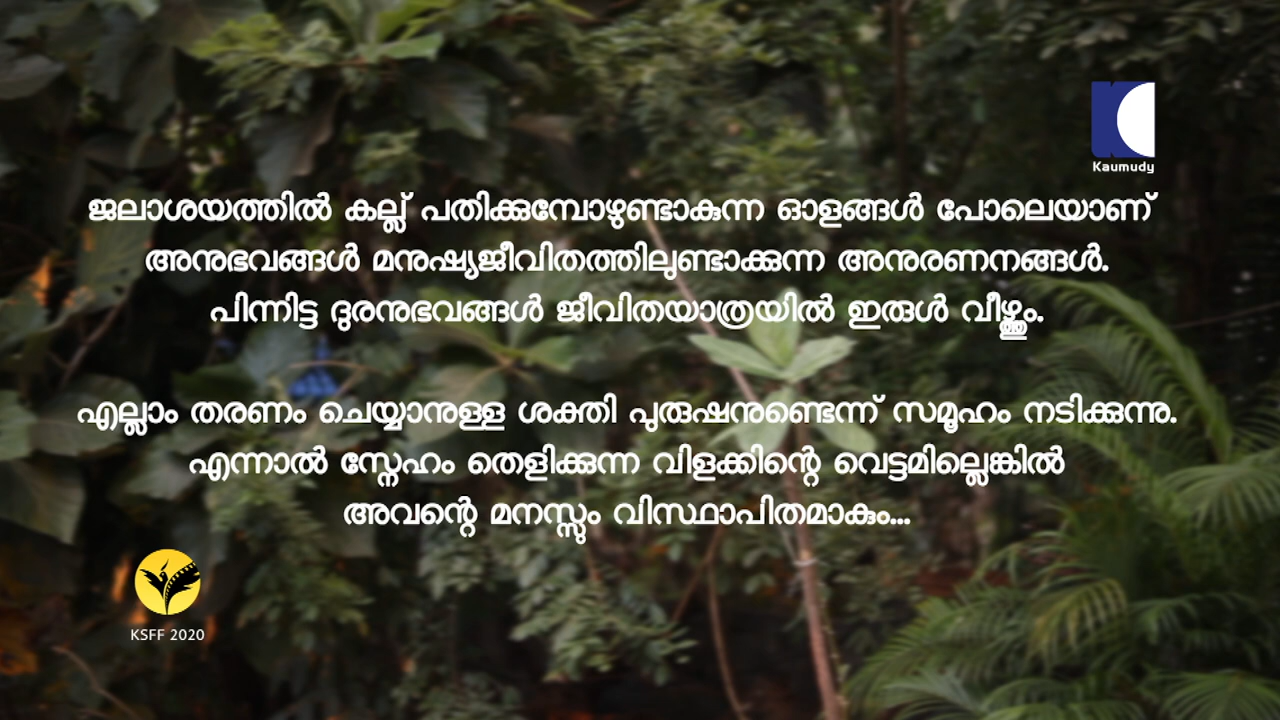 Kaumudy
ജലാശയത്തിൽ കല്ല് പതിക്കുമ്പോഴുണ്ടാകുന്ന ഓളങ്ങൾ പോലെയാണ്
അനുഭവങ്ങൾ മനുഷ്യജീവിതത്തിലുണ്ടാക്കുന്ന അനുരണനങ്ങൾ.
പിന്നിട്ട ദുരനുഭവങ്ങൾ ജീവിതയാത്രയിൽ ഇരുൾ വീഴ്ത്തും.
എല്ലാം തരണം ചെയ്യാനുള്ള ശക്തി പുരുഷനുണ്ടെന്ന് സമൂഹം നടിക്കുന്നു.
എന്നാൽ സ്നേഹം തെളിക്കുന്ന വിളക്കിന്റെ വെട്ടമില്ലെങ്കിൽ
അവന്റെ മനസ്സും വിസ്ഥാപിതമാകും...
KSFF 2020